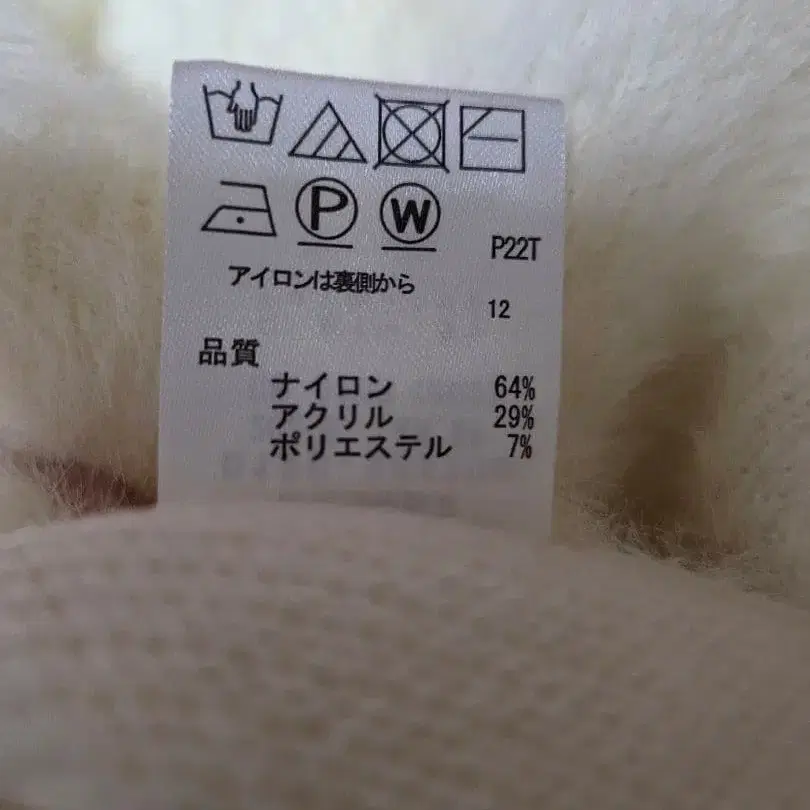 P W
P22T
アイロンは裏側から
12
品質
ナイロン 64%
アクリル 29%
ポリエステル 7%